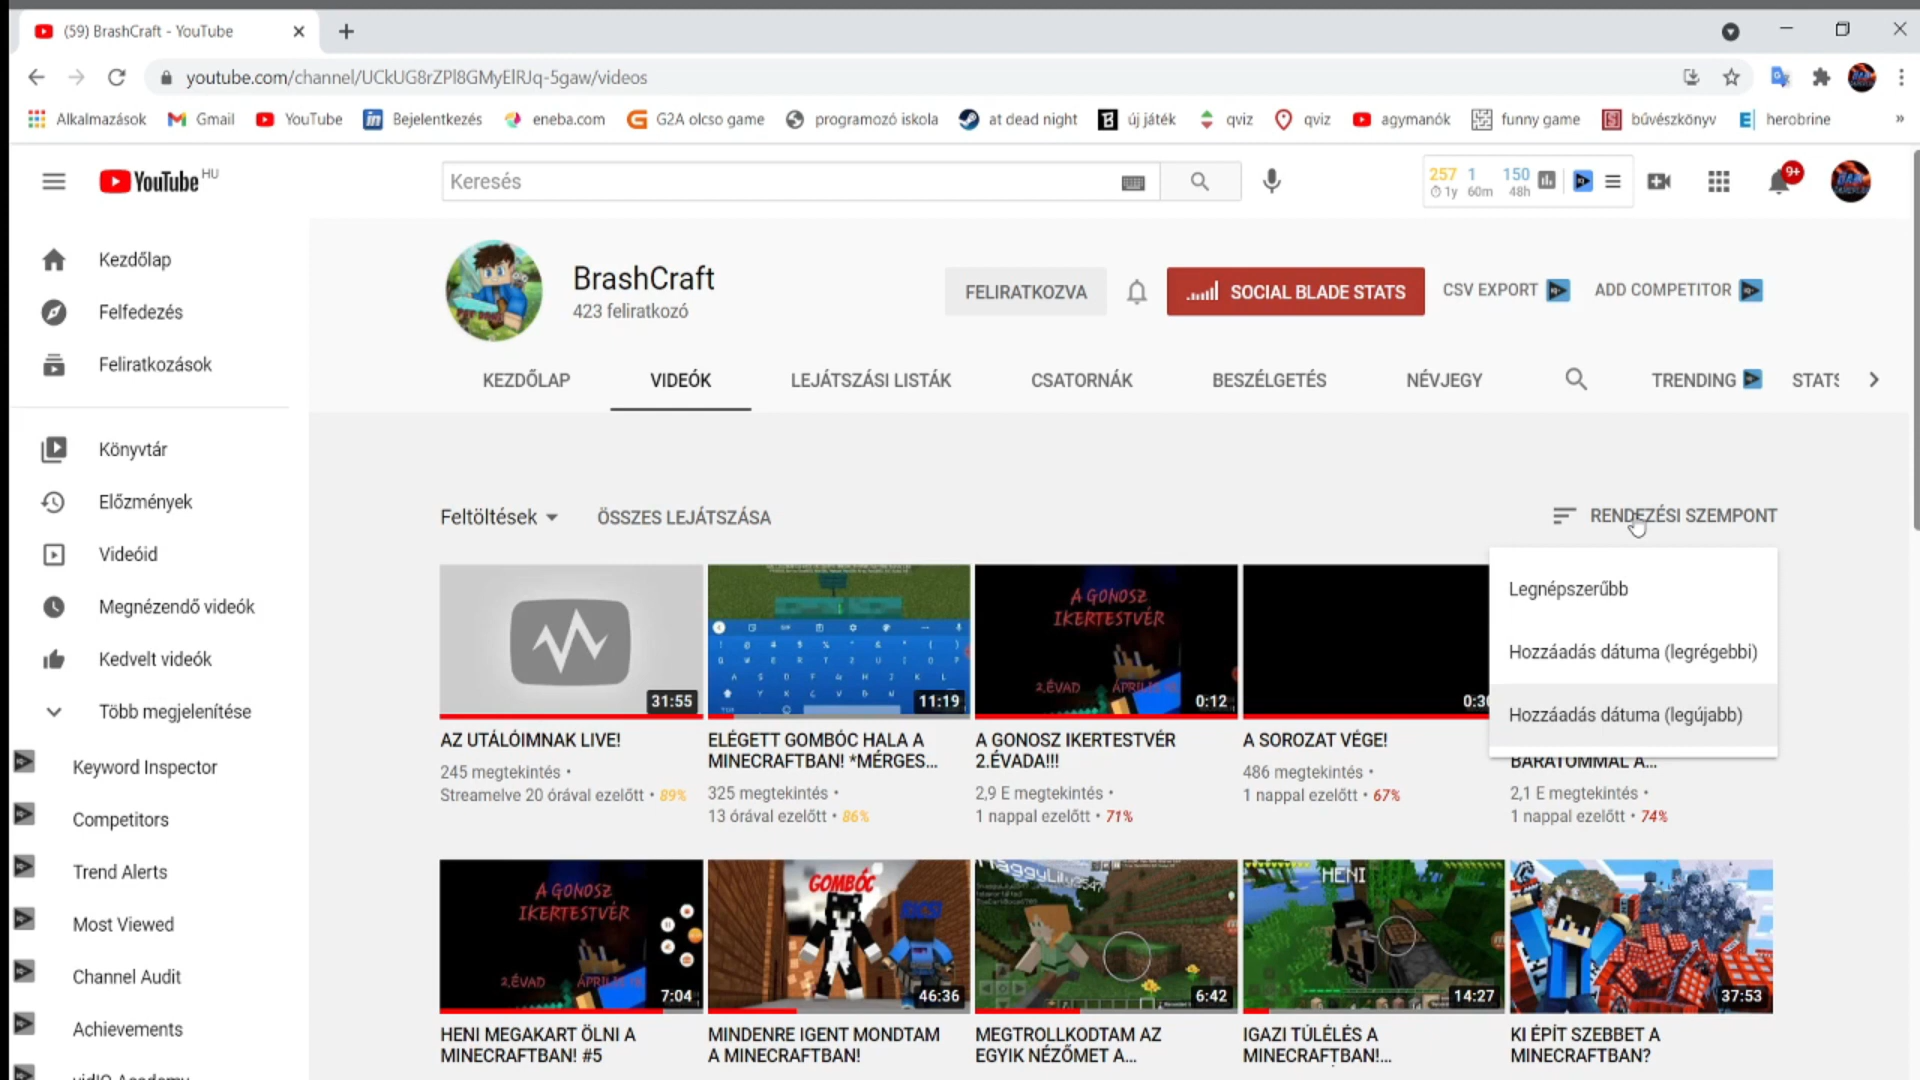 (59) BrashCraft - YouTube
youtube.com/channel/UCkUG8rZPl8GMyElRJq-5gaw/videos
Alkalmazások Gmail YouTube Bejelentkezés eneba.com G2A olcso game programozó iskola at dead night új játék qviz qviz agymanók funny game bűvészkönyv herobrine »
YouTube HU
Keresés
257 1 150
1y 60m 48h
9+
Kezdőlap
Felfedezés
Feliratkozások
Könyvtár
Előzmények
Videóid
Megnézendő videók
Kedvelt videók
Több megjelenítése
Keyword Inspector
Competitors
Trend Alerts
Most Viewed
Channel Audit
Achievements
vidIQ Academy
BrashCraft
423 feliratkozó
FELIRATKOZVA
SOCIAL BLADE STATS
CSV EXPORT
ADD COMPETITOR
KEZDŐLAP VIDEÓK LEJÁTSZÁSI LISTÁK CSATORNÁK BESZÉLGETÉS NÉVJEGY TRENDING STATS
Feltöltések ÖSSZES LEJÁTSZÁSA
RENDEZÉSI SZEMPONT
Legnépszerűbb
Hozzáadás dátuma (legrégebbi)
Hozzáadás dátuma (legújabb)
31:55
AZ UTÁLÓIMNAK LIVE!
245 megtekintés •
Streamelve 20 órával ezelőtt • 89%
11:19
ELÉGETT GOMBÓC HALA A
MINECRAFTBAN! *MÉRGES...
325 megtekintés •
13 órával ezelőtt • 86%
A GONOSZ
IKERTESTVÉR
2.ÉVAD
0:12
A GONOSZ IKERTESTVÉR
2.ÉVADA!!!
2,9 E megtekintés •
1 nappal ezelőtt • 71%
A SOROZAT VÉGE!
486 megtekintés •
1 nappal ezelőtt • 67%
BARÁTOMMAL A...
2,1 E megtekintés •
1 nappal ezelőtt • 74%
A GONOSZ
IKERTESTVÉR
2.ÉVAD
7:04
HENI MEGAKART ÖLNI A
MINECRAFTBAN! #5
GOMBÓC
46:36
MINDENRE IGENT MONDTAM
A MINECRAFTBAN!
6:42
MEGTROLLKODTAM AZ
EGYIK NÉZŐMET A...
HENI
14:27
IGAZI TÚLÉLÉS A
MINECRAFTBAN!...
37:53
KI ÉPÍT SZEBBET A
MINECRAFTBAN?